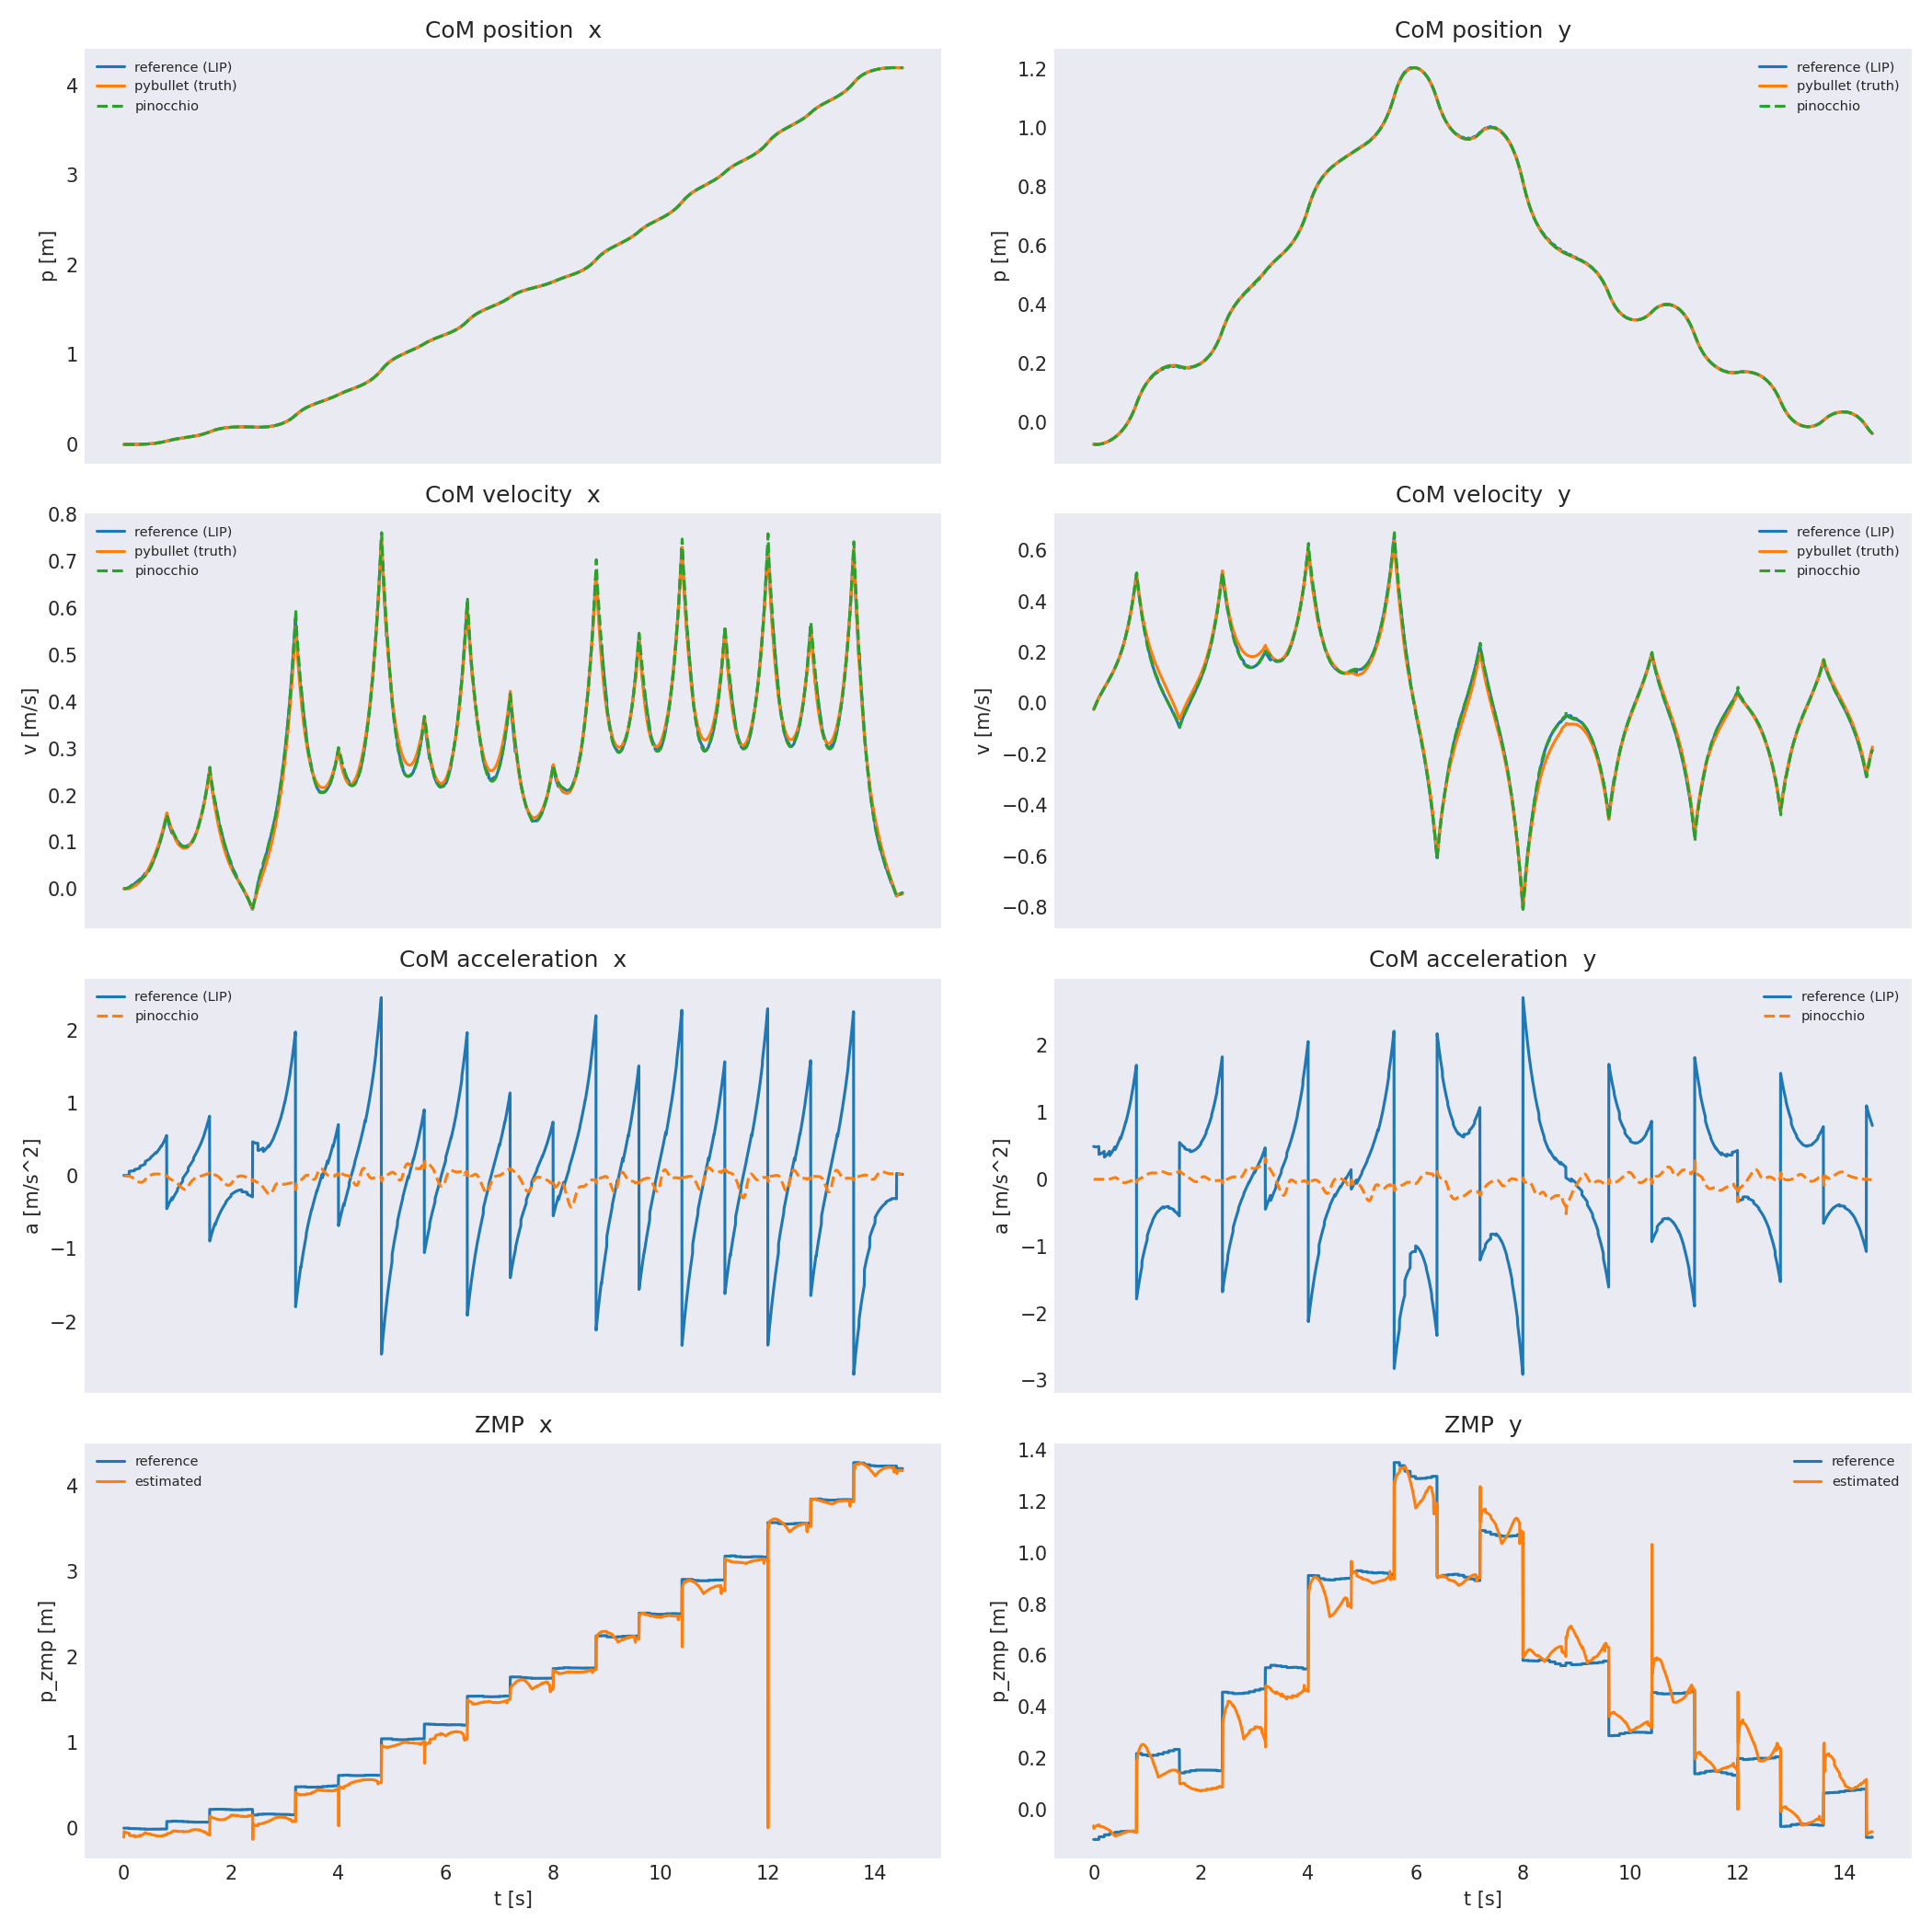 CoM position  x
p [m]
4
3
2
1
0
reference (LIP)
pybullet (truth)
pinocchio
CoM position  y
p [m]
1.2
1.0
0.8
0.6
0.4
0.2
0.0
reference (LIP)
pybullet (truth)
pinocchio
CoM velocity  x
v [m/s]
0.8
0.7
0.6
0.5
0.4
0.3
0.2
0.1
0.0
reference (LIP)
pybullet (truth)
pinocchio
CoM velocity  y
v [m/s]
0.6
0.4
0.2
0.0
−0.2
−0.4
−0.6
−0.8
reference (LIP)
pybullet (truth)
pinocchio
CoM acceleration  x
a [m/s^2]
2
1
0
−1
−2
reference (LIP)
pinocchio
CoM acceleration  y
a [m/s^2]
2
1
0
−1
−2
−3
reference (LIP)
pinocchio
ZMP  x
p_zmp [m]
4
3
2
1
0
reference
estimated
0 2 4 6 8 10 12 14
t [s]
ZMP  y
p_zmp [m]
1.4
1.2
1.0
0.8
0.6
0.4
0.2
0.0
reference
estimated
0 2 4 6 8 10 12 14
t [s]